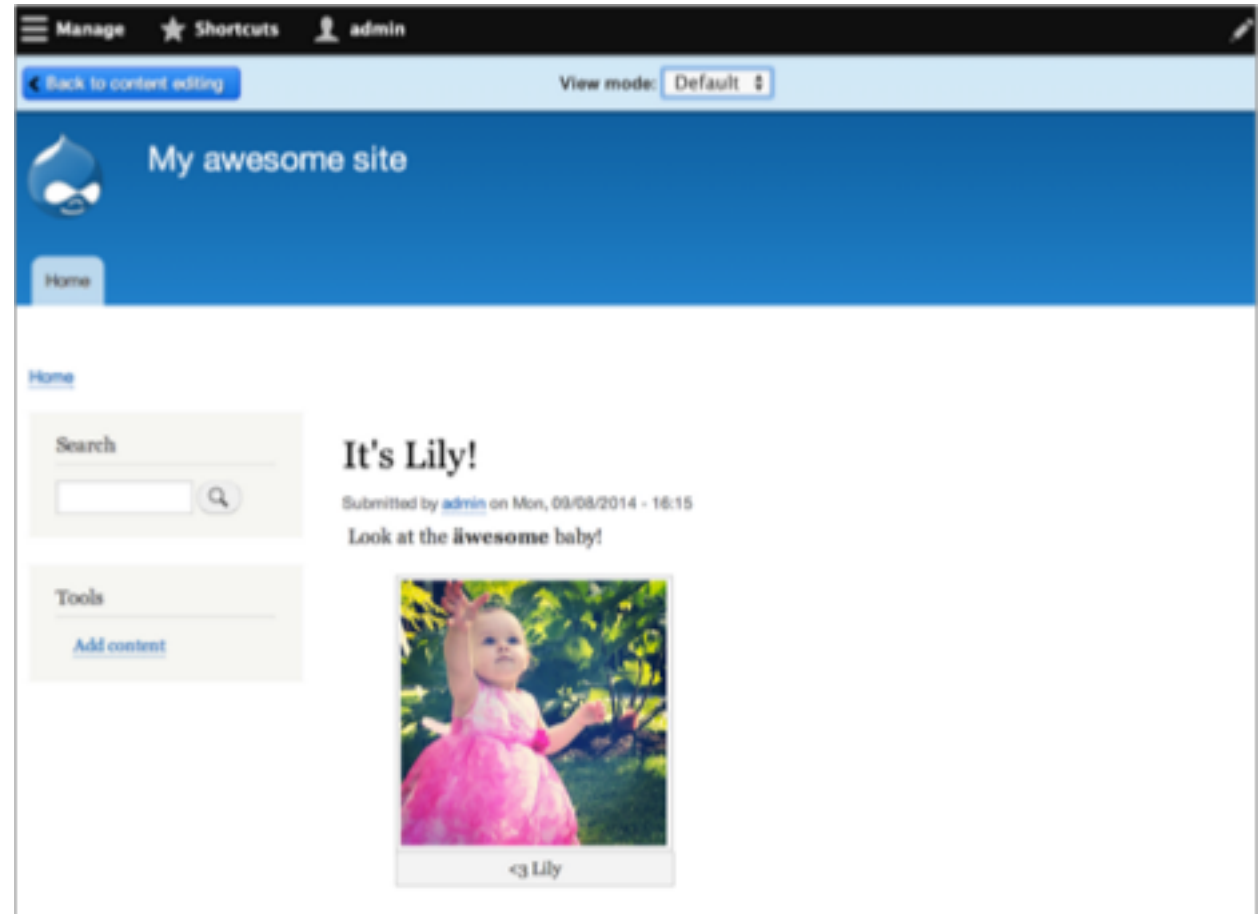 Manage Shortcuts admin
Back to content editing View mode: Default
My awesome site
Home
Home
Search
Tools
Add content
It's Lily!
Submitted by admin on Mon, 09/08/2014 - 16:15
Look at the äwesome baby!
<3 Lily